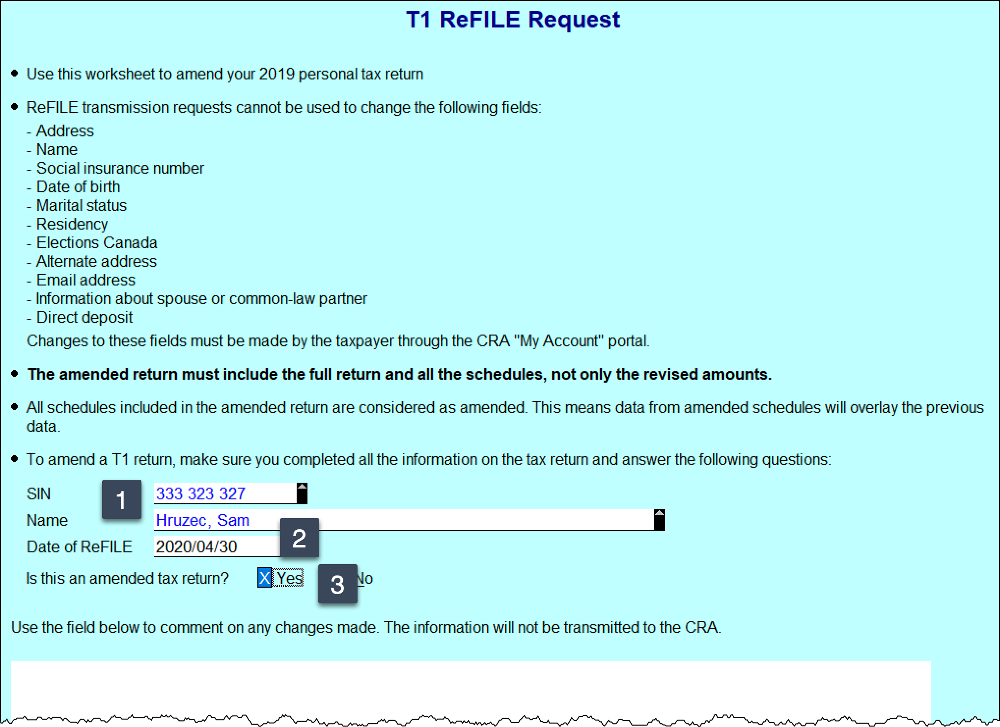 T1 ReFILE Request
● Use this worksheet to amend your 2019 personal tax return
● ReFILE transmission requests cannot be used to change the following fields:
- Address
- Name
- Social insurance number
- Date of birth
- Marital status
- Residency
- Elections Canada
- Alternate address
- Email address
- Information about spouse or common-law partner
- Direct deposit
Changes to these fields must be made by the taxpayer through the CRA "My Account" portal.
● The amended return must include the full return and all the schedules, not only the revised amounts.
● All schedules included in the amended return are considered as amended. This means data from amended schedules will overlay the previous
data.
● To amend a T1 return, make sure you completed all the information on the tax return and answer the following questions:
SIN 1 333 323 327
Name Hruzec, Sam
Date of ReFILE 2020/04/30 2
Is this an amended tax return? X Yes 3 No
Use the field below to comment on any changes made. The information will not be transmitted to the CRA.